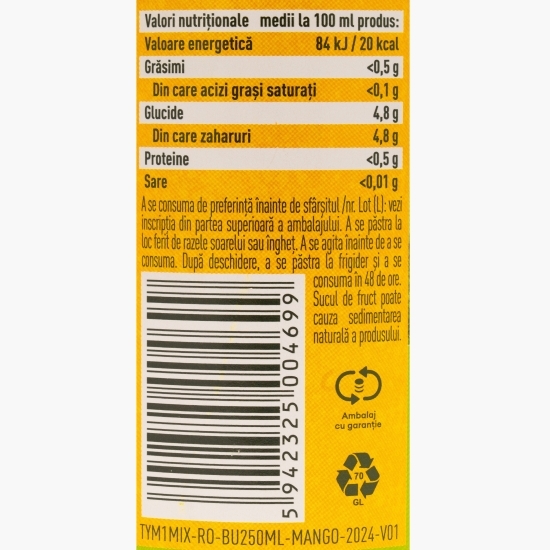 Valori nutriționale medii la 100 ml produs:
Valoare energetică 84 kJ / 20 kcal
Grăsimi <0,5 g
Din care acizi grași saturați <0,1 g
Glucide 4,8 g
Din care zaharuri 4,8 g
Proteine <0,5 g
Sare <0,01 g
A se consuma de preferință înainte de sfârșitul /nr. Lot (L): vezi
inscripția din partea superioară a ambalajului. A se păstra la
loc ferit de razele soarelui sau îngheț. A se agita înainte de a se
consuma. După deschidere, a se păstra la frigider și a se
consuma în 48 de ore.
Sucul de fruct poate
cauza sedimentarea
naturală a produsului.
5 942325 004699
100
Ambalaj
cu garanție
70
GL
TYM1MIX-RO-BU250ML-MANGO-2024-V01